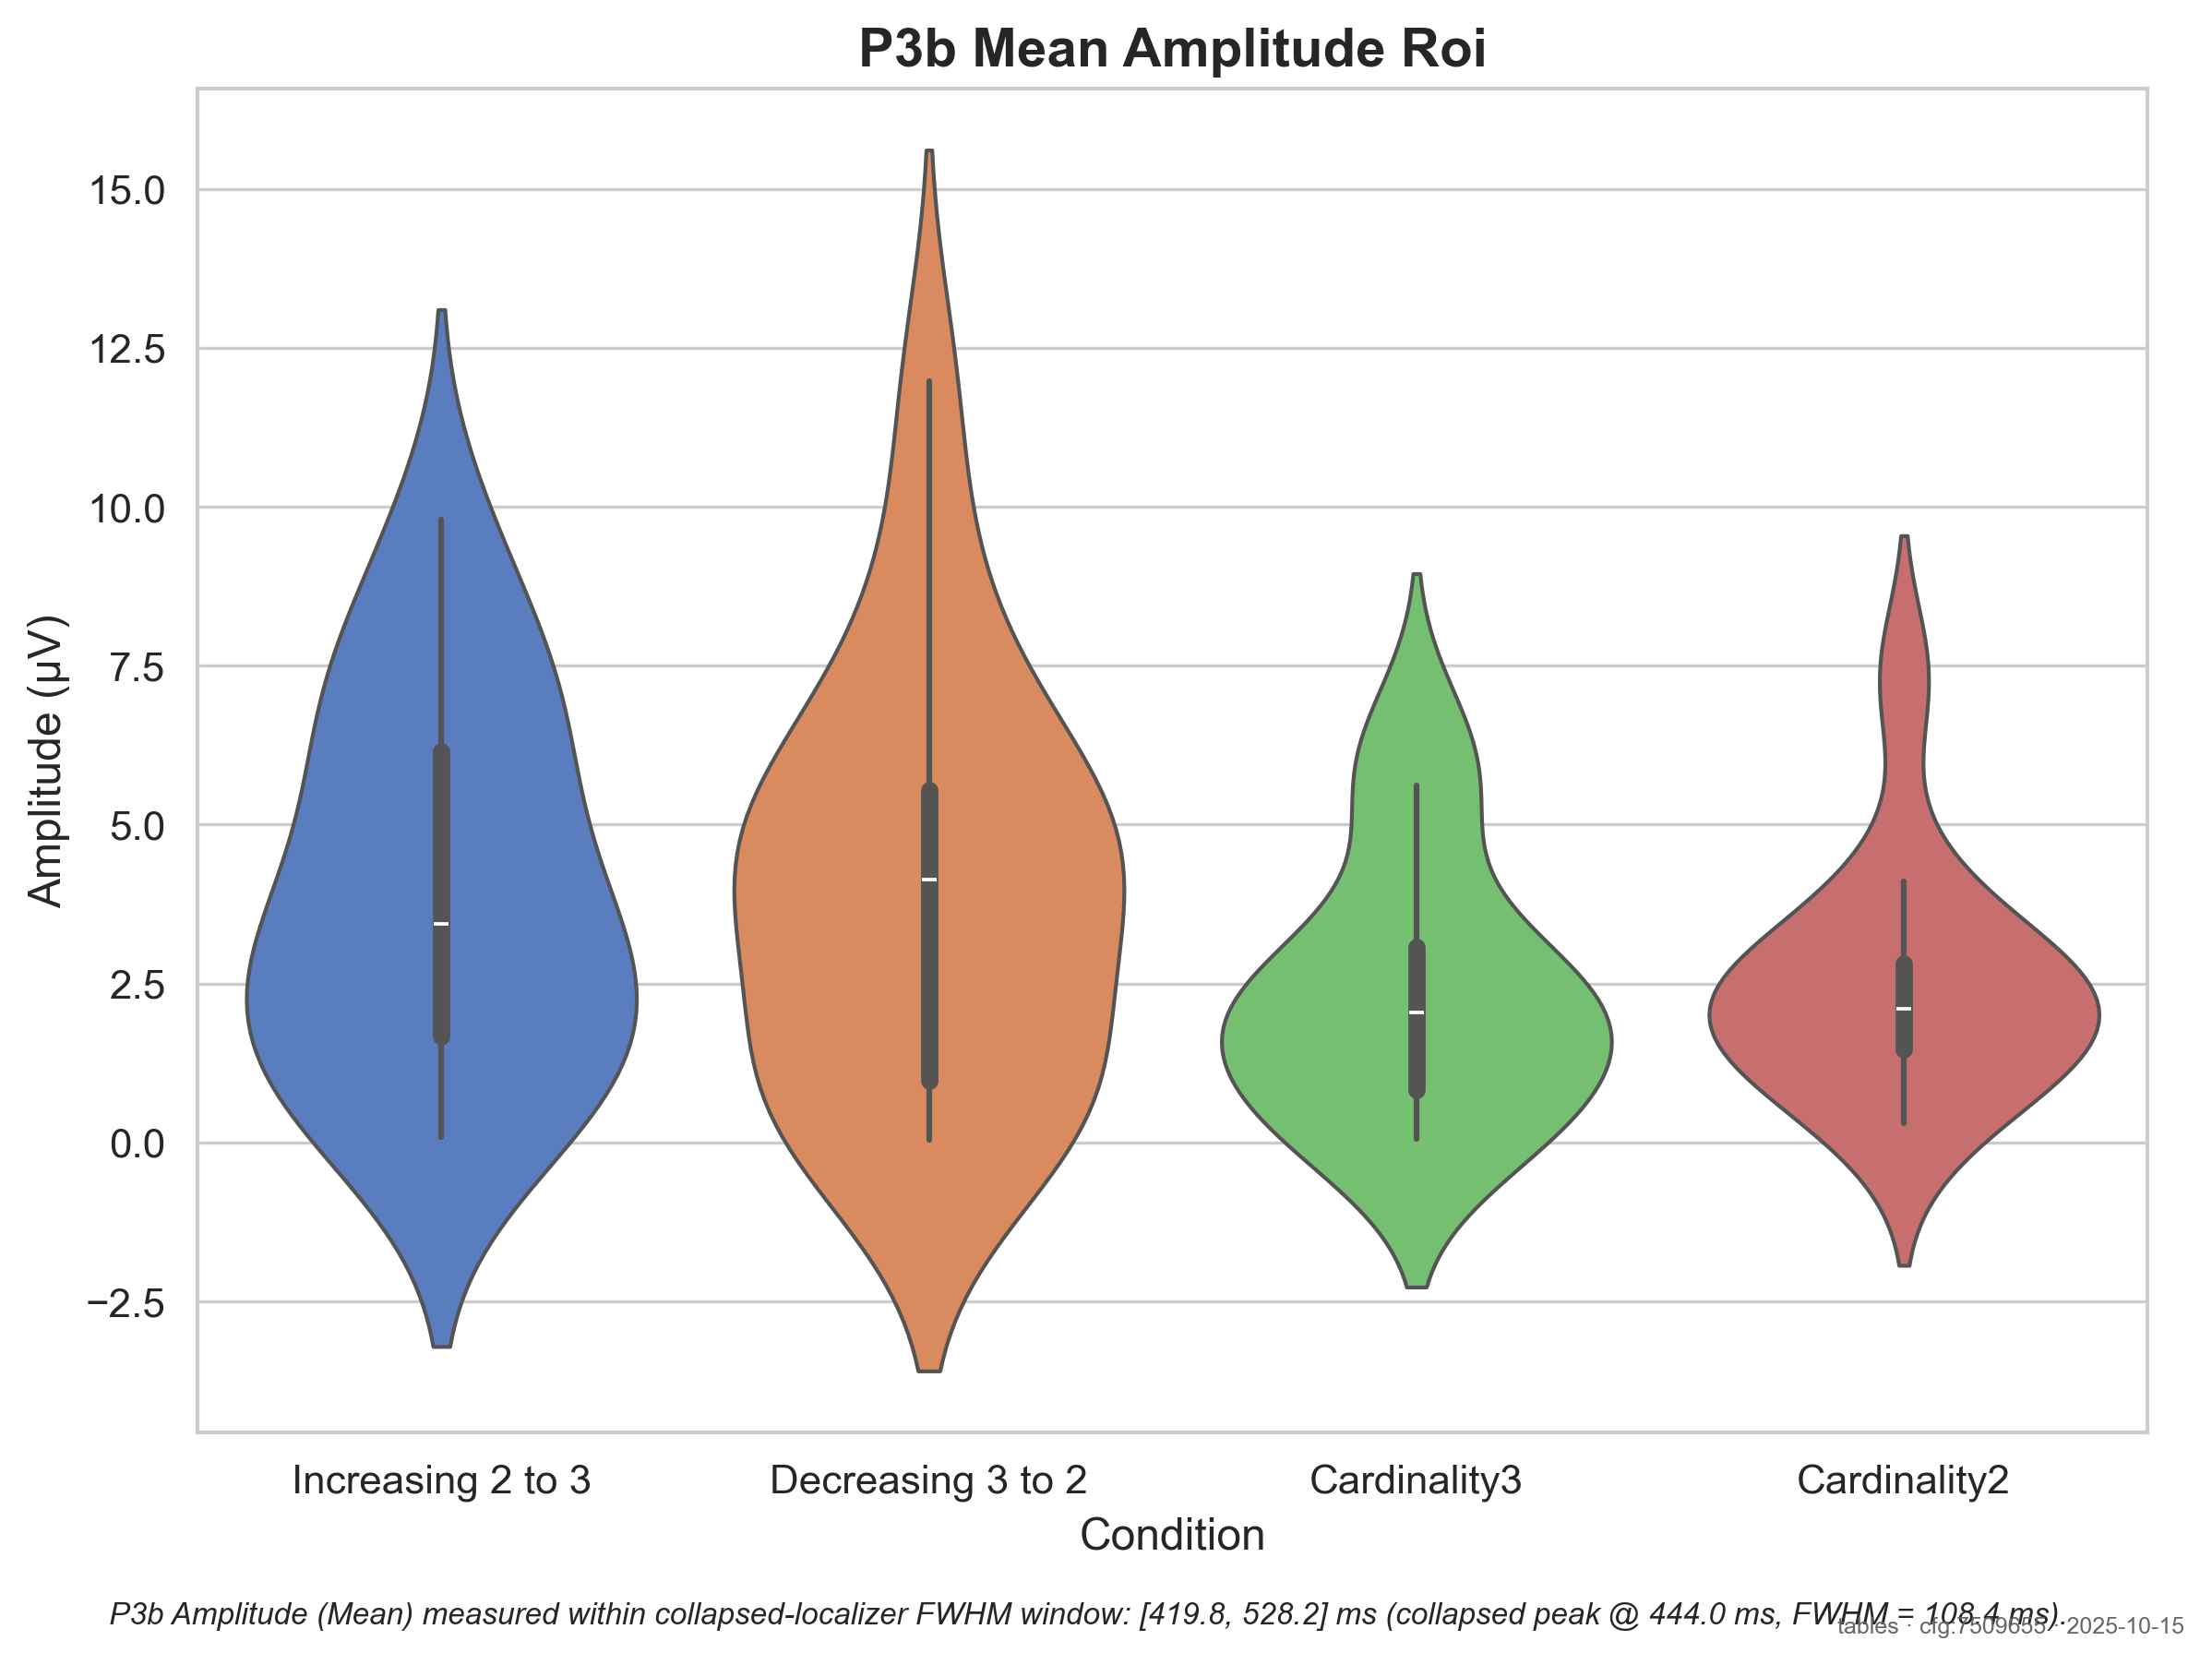 P3b Mean Amplitude Roi
Amplitude (µV)
15.0
12.5
10.0
7.5
5.0
2.5
0.0
−2.5
Increasing 2 to 3
Decreasing 3 to 2
Cardinality3
Cardinality2
Condition
P3b Amplitude (Mean) measured within collapsed-localizer FWHM window: [419.8, 528.2] ms (collapsed peak @ 444.0 ms, FWHM = 108.4 ms).
tables · cfg:7509655 · 2025-10-15